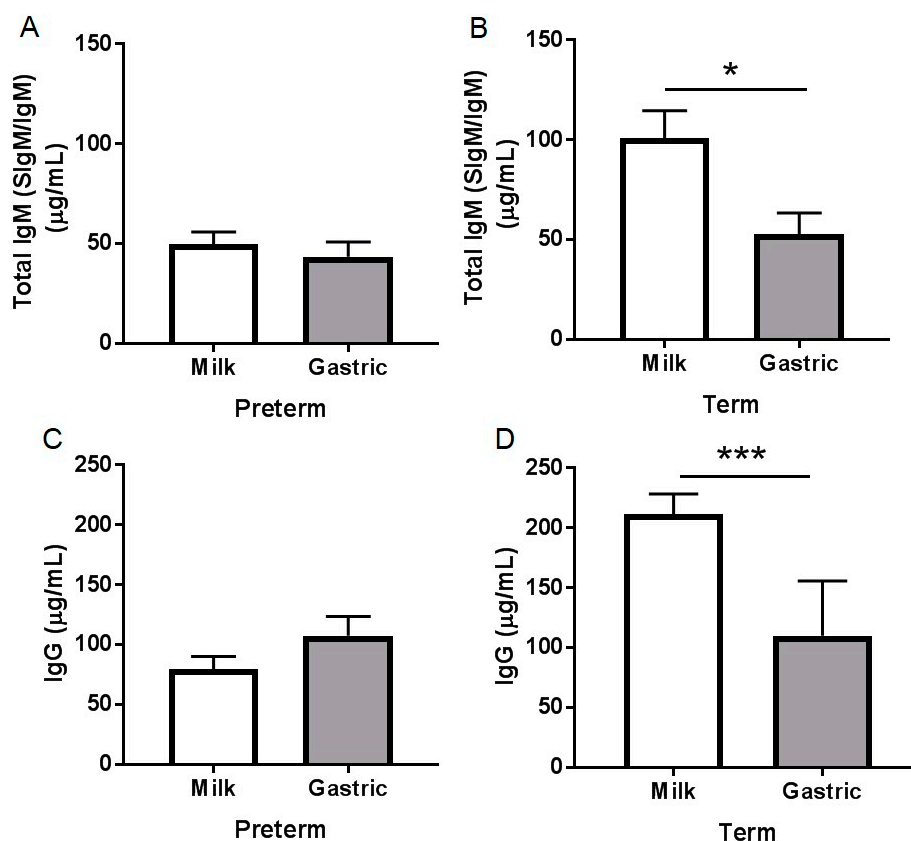 A
Total IgM (SIgM/IgM)
(µg/mL)
150
100
50
0
Milk
Gastric
Preterm
B
Total IgM (SIgM/IgM)
(µg/mL)
150
100
50
0
*
Milk
Gastric
Term
C
IgG (µg/mL)
250
200
150
100
50
0
Milk
Gastric
Preterm
D
IgG (µg/mL)
250
200
150
100
50
0
***
Milk
Gastric
Term